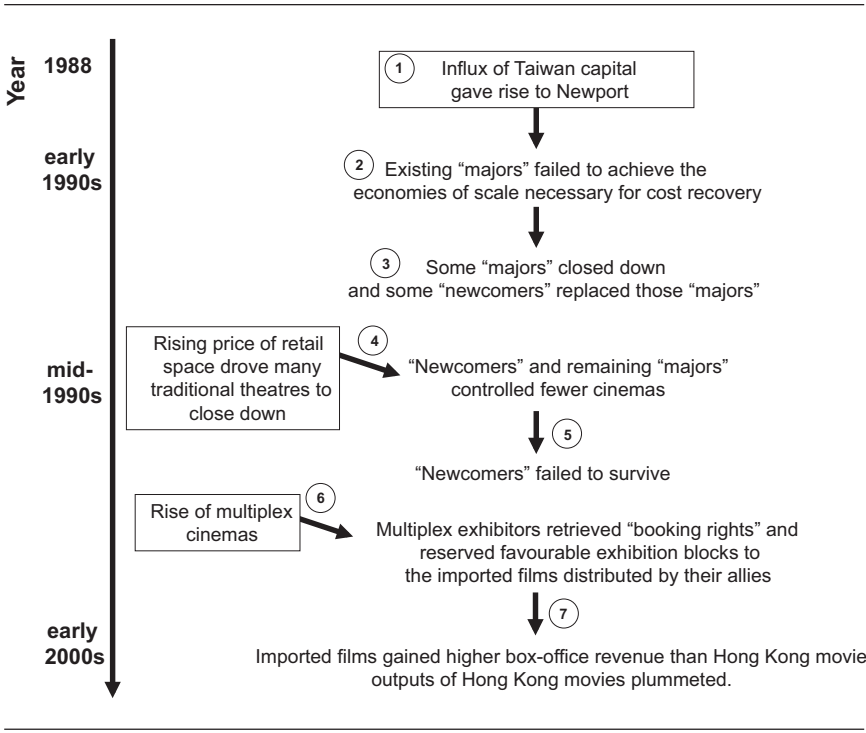 Year
1988
1 Influx of Taiwan capital
gave rise to Newport
early
1990s
2 Existing “majors” failed to achieve the
economies of scale necessary for cost recovery
3 Some “majors” closed down
and some “newcomers” replaced those “majors”
mid-
1990s
Rising price of retail
space drove many
traditional theatres to
close down
4
“Newcomers” and remaining “majors”
controlled fewer cinemas
5
“Newcomers” failed to survive
Rise of multiplex
cinemas
6
Multiplex exhibitors retrieved “booking rights” and
reserved favourable exhibition blocks to
the imported films distributed by their allies
7
early
2000s
Imported films gained higher box-office revenue than Hong Kong movie
outputs of Hong Kong movies plummeted.